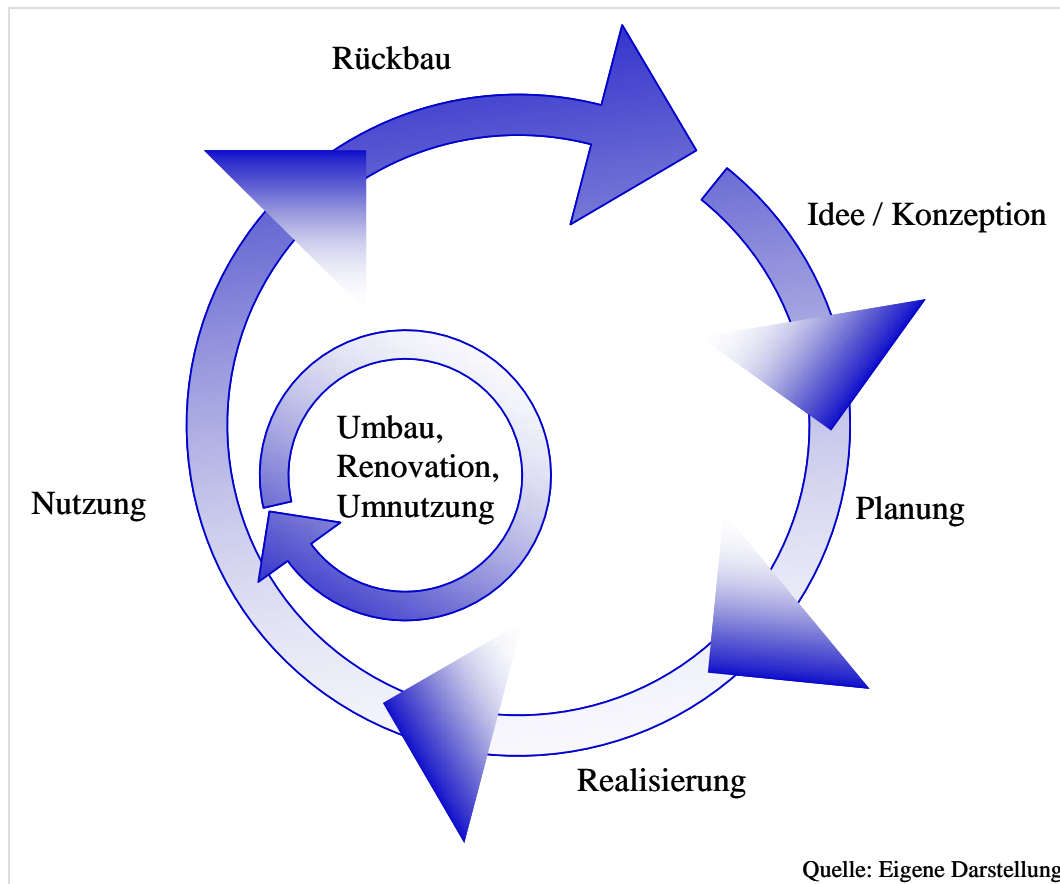 Rückbau
Idee / Konzeption
Umbau,
Renovation,
Umnutzung
Nutzung
Planung
Realisierung
Quelle: Eigene Darstellung